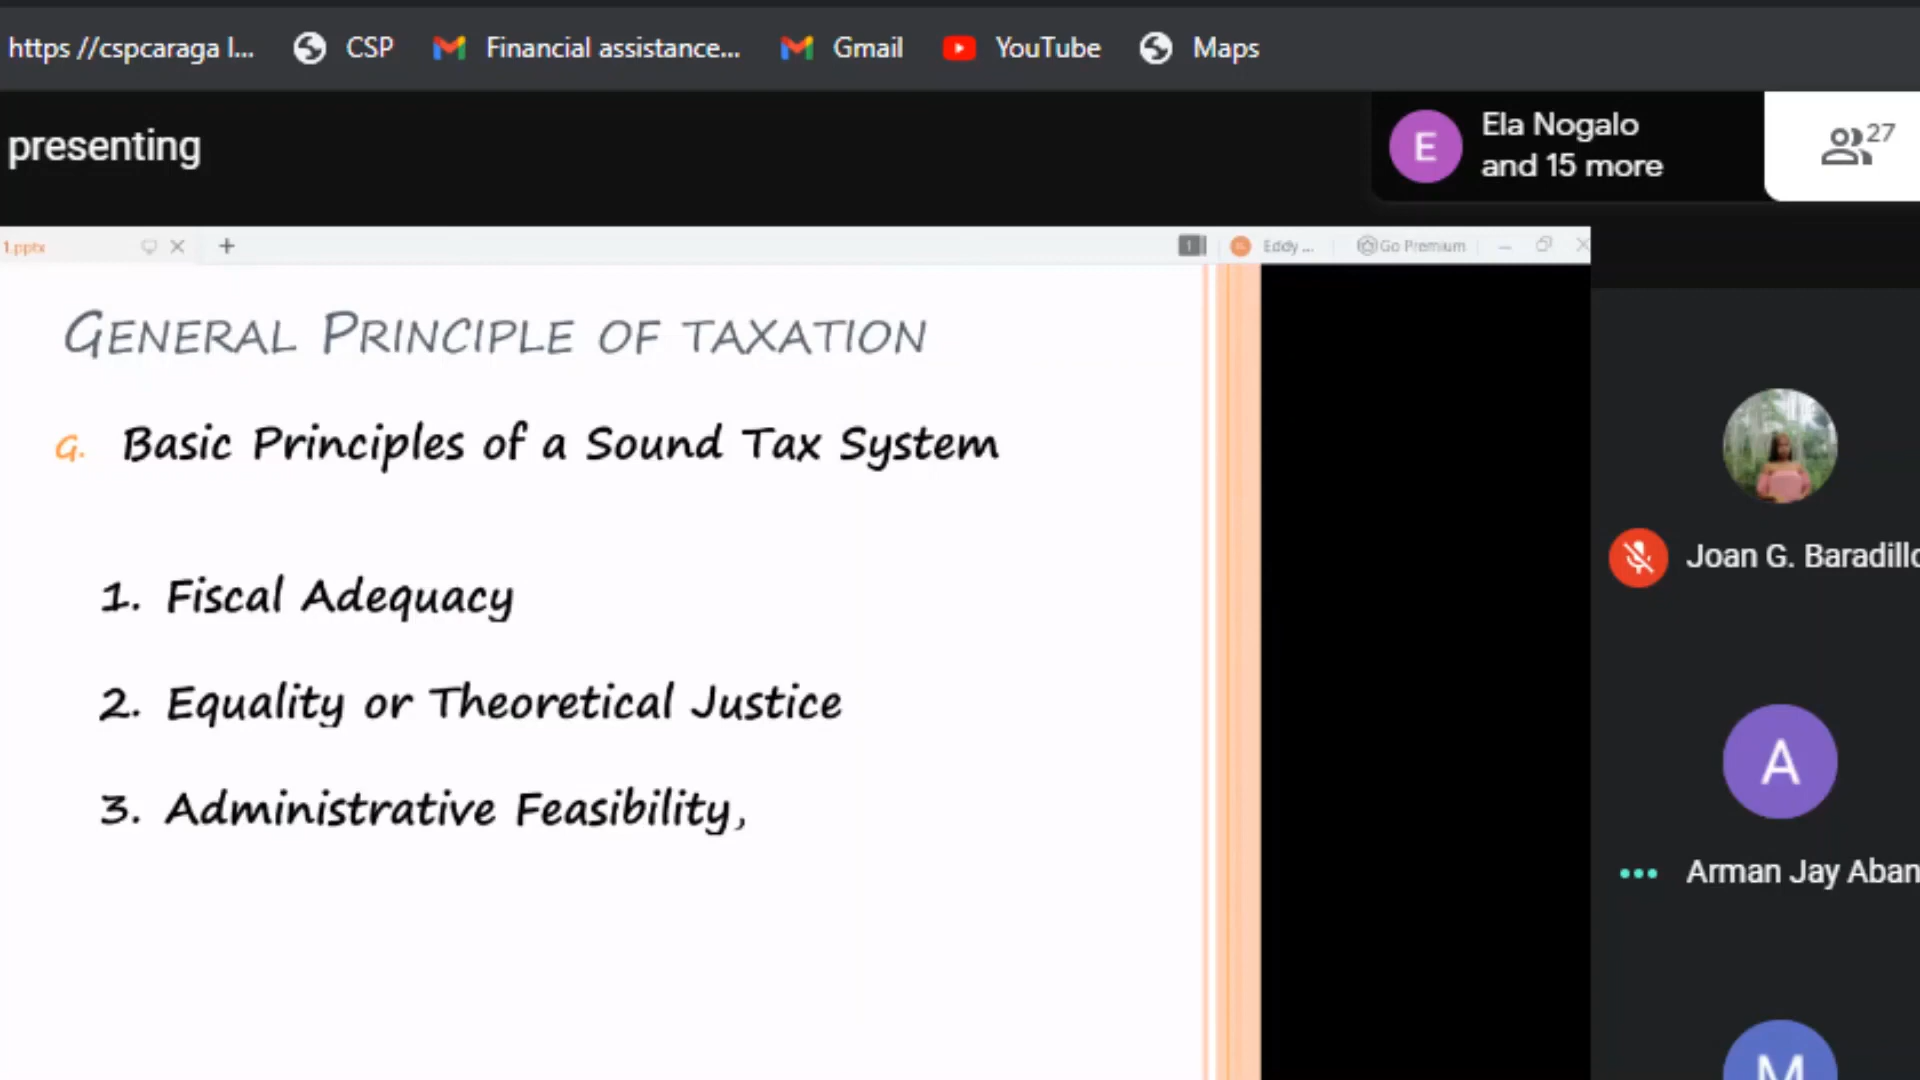 https //cspcaraga l... CSP Financial assistance... Gmail YouTube Maps
presenting
E Ela Nogalo
and 15 more
27
1.pptx + 1 Eddy ... Go Premium
GENERAL PRINCIPLE OF TAXATION
G. Basic Principles of a Sound Tax System
1. Fiscal Adequacy
2. Equality or Theoretical Justice
3. Administrative Feasibility,
Joan G. Baradillo
A
Arman Jay Aban
M